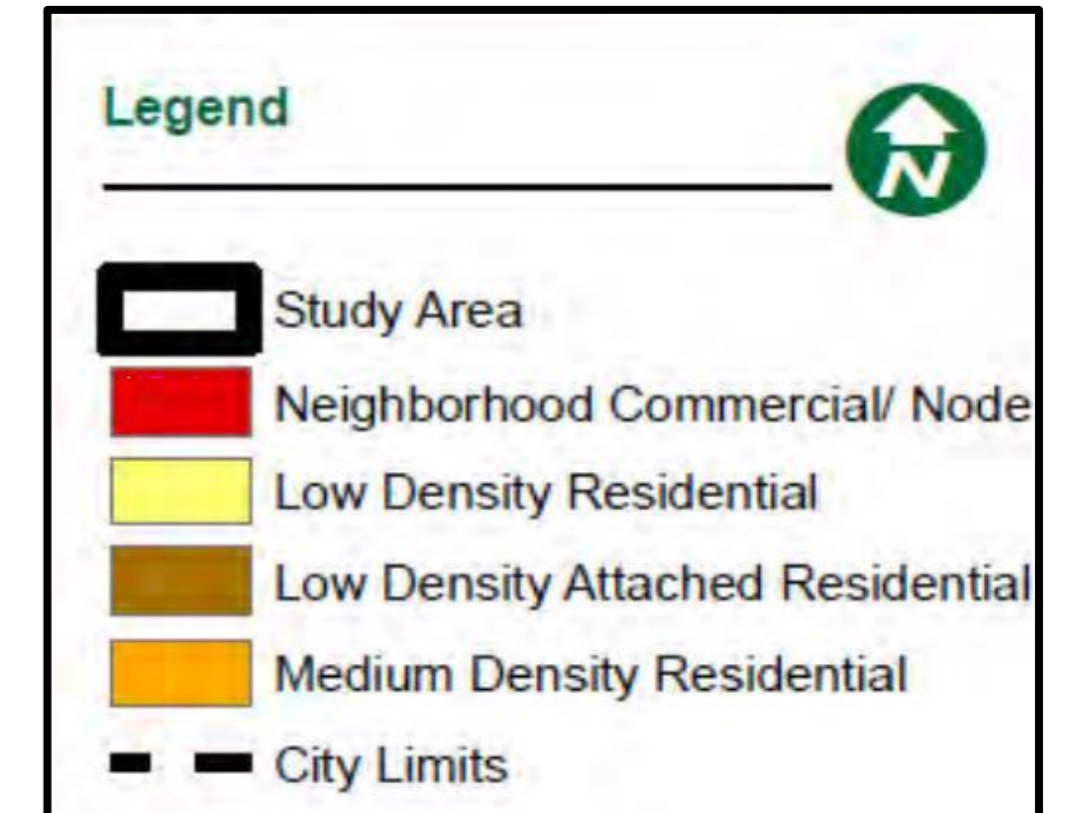 Legend
N
Study Area
Neighborhood Commercial/ Node
Low Density Residential
Low Density Attached Residential
Medium Density Residential
City Limits